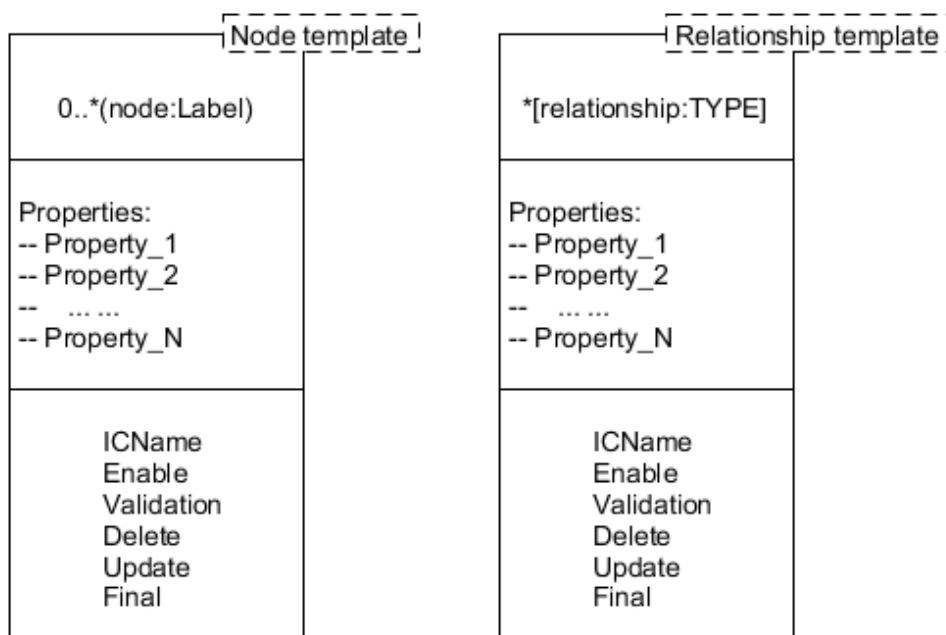 Node template
0..*(node:Label)
Properties:
-- Property_1
-- Property_2
-- ... ...
-- Property_N
ICName
Enable
Validation
Delete
Update
Final
Relationship template
*[relationship:TYPE]
Properties:
-- Property_1
-- Property_2
-- ... ...
-- Property_N
ICName
Enable
Validation
Delete
Update
Final